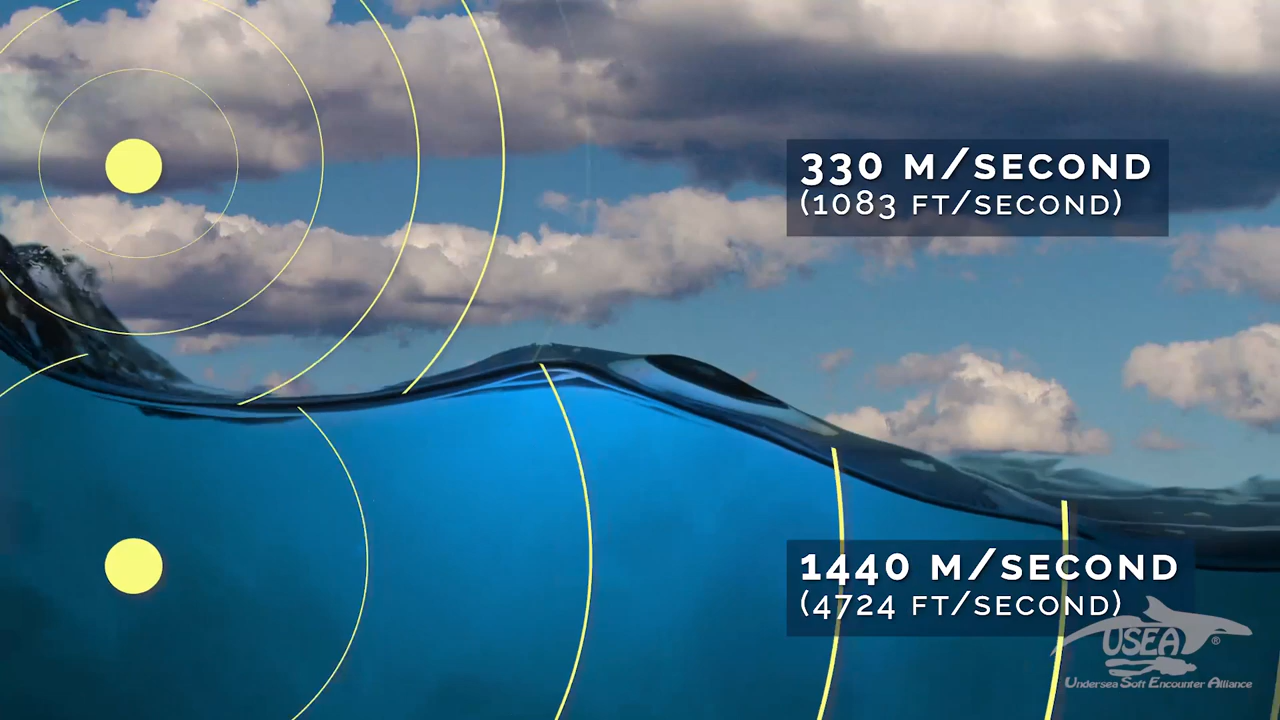 330 M/SECOND
(1083 FT/SECOND)
1440 M/SECOND
(4724 FT/SECOND)
USEA ®
Undersea Soft Encounter Alliance